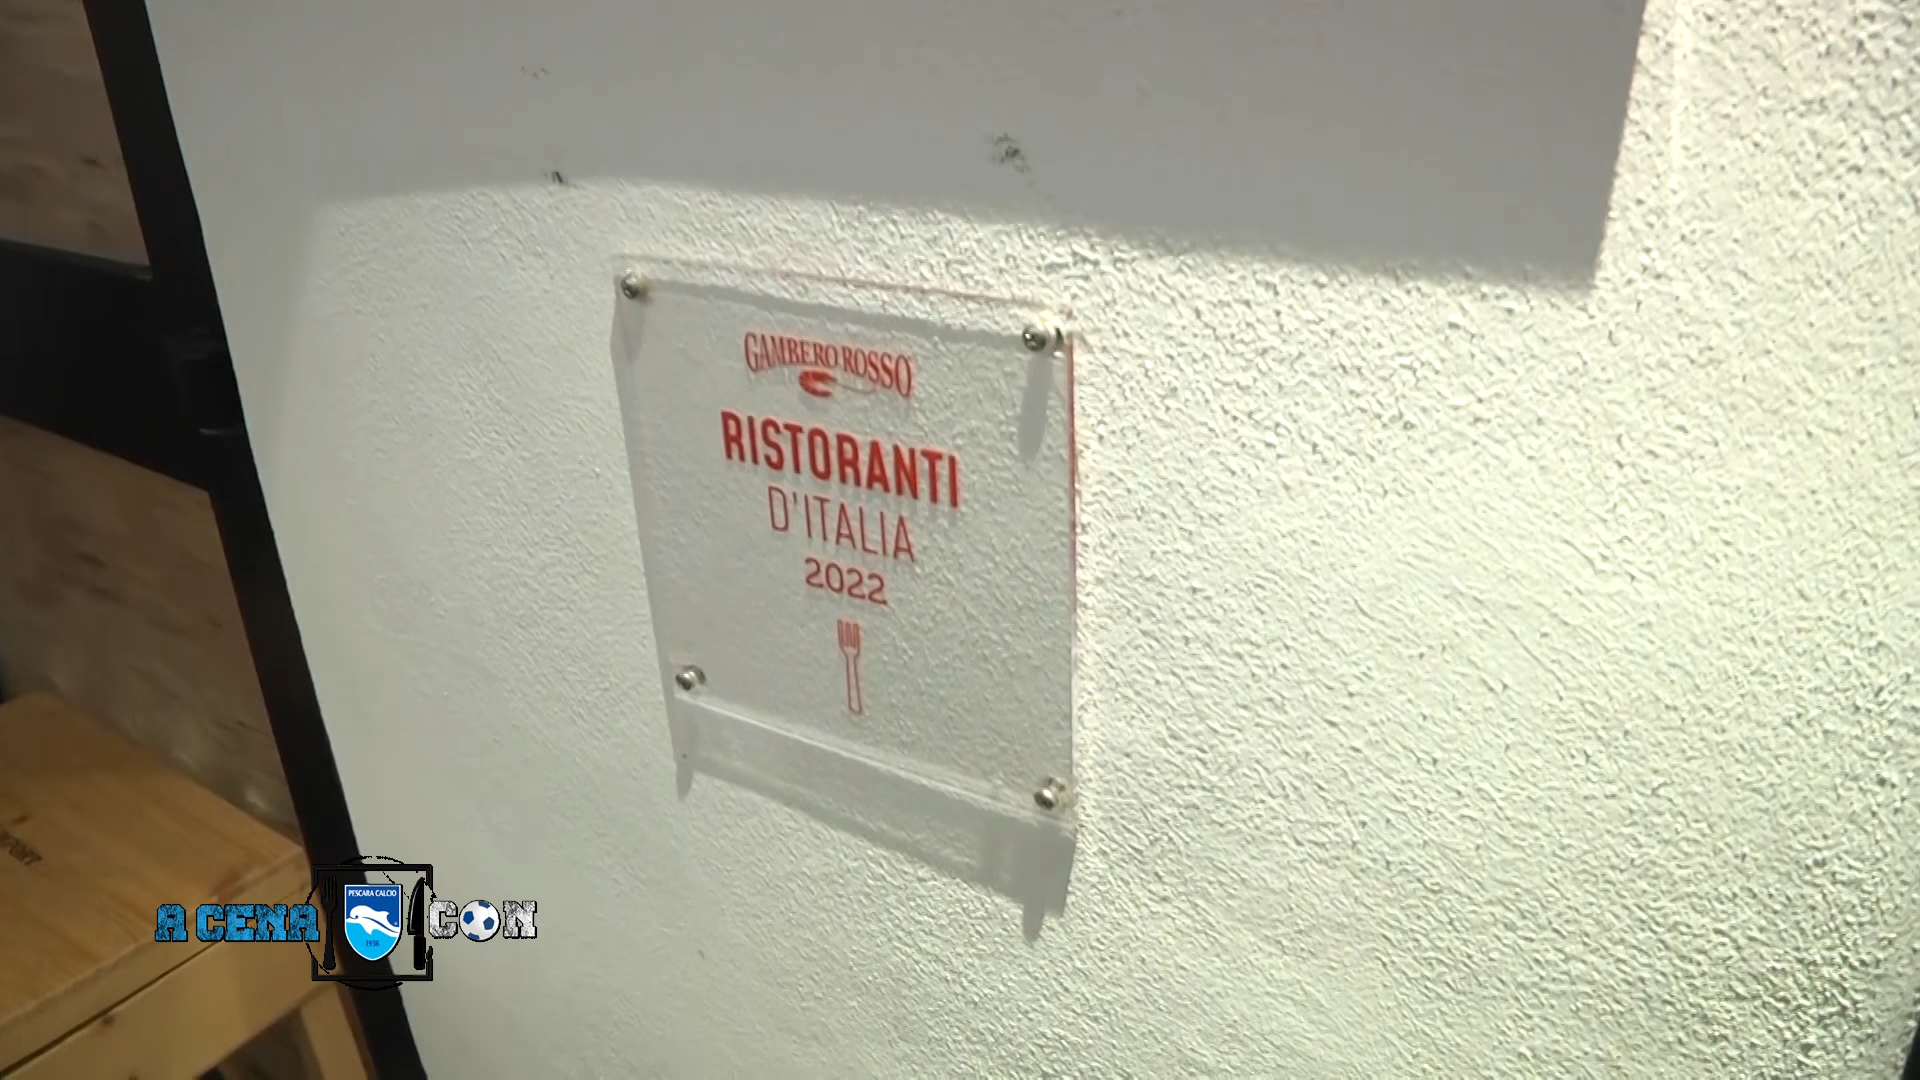 GAMBERO ROSSO
RISTORANTI
D'ITALIA
2022
A CENA CON
PESCARA CALCIO
1936